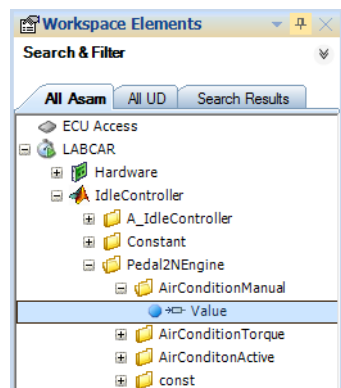 Workspace Elements
Search & Filter
All Asam All UD Search Results
ECU Access
LABCAR
Hardware
IdleController
A_IdleController
Constant
Pedal2NEngine
AirConditionManual
Value
AirConditionTorque
AirConditonActive
const